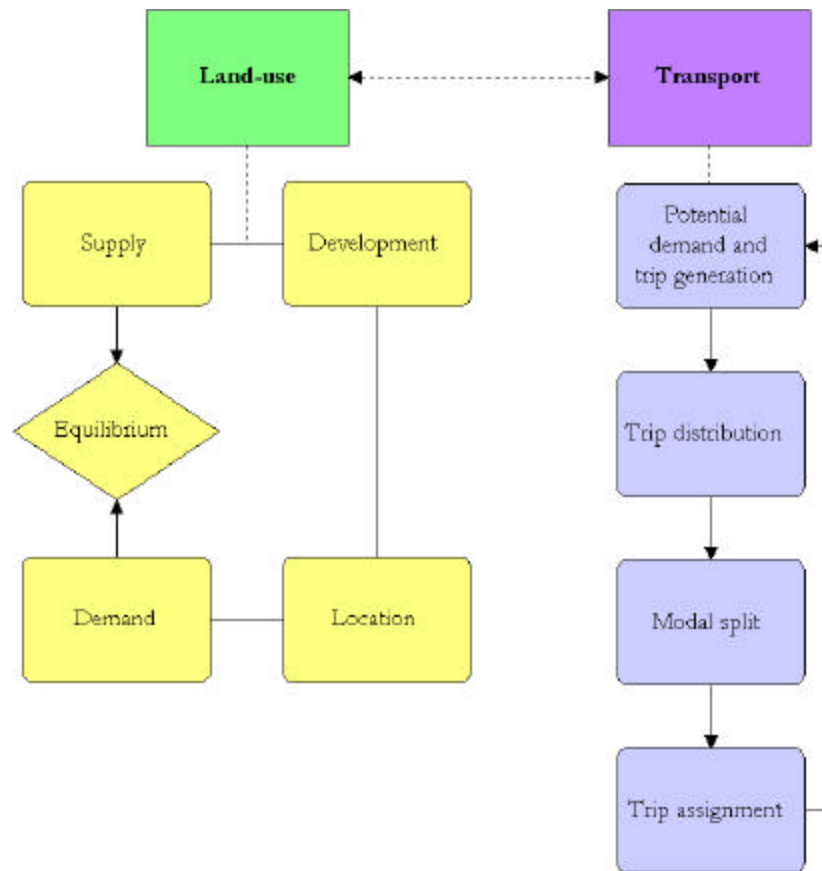 Land-use
Transport
Supply
Development
Potential
demand and
trip generation
Equilibrium
Trip distribution
Demand
Location
Modal split
Trip assignment